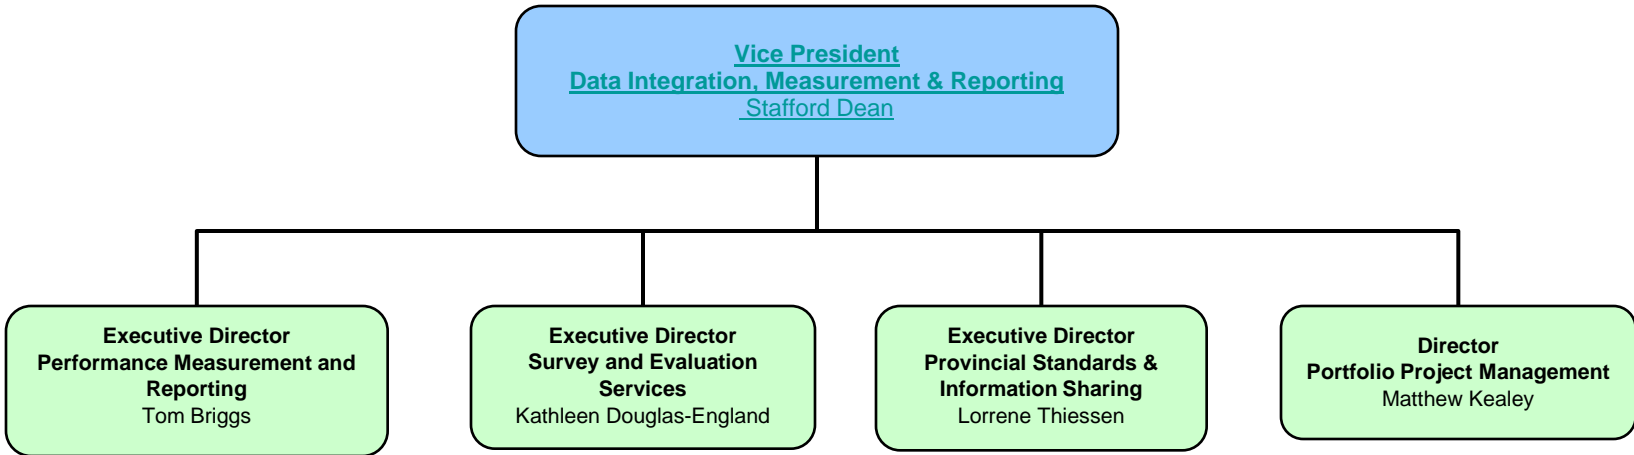 Vice President
Data Integration, Measurement & Reporting
Stafford Dean
Executive Director
Performance Measurement and
Reporting
Tom Briggs
Executive Director
Survey and Evaluation
Services
Kathleen Douglas-England
Executive Director
Provincial Standards &
Information Sharing
Lorrene Thiessen
Director
Portfolio Project Management
Matthew Kealey